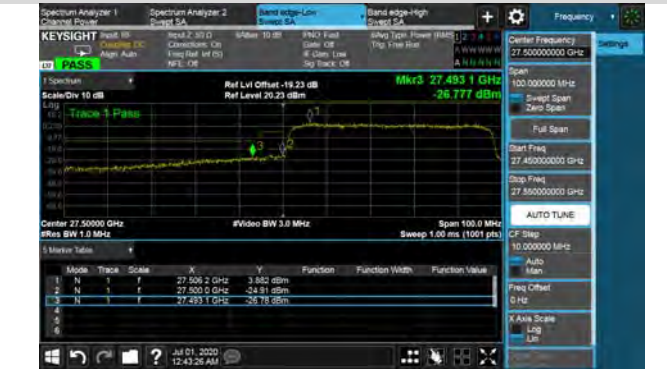 Spectrum Analyzer 1
Channel Power
Spectrum Analyzer 2
Swept SA
Band edge-Low
Swept SA
Band edge-High
Swept SA
Frequency
KEYSIGHT
Input: RF
Coupling: DC
Align: Auto
Input Z: 50 Ω
Corrections: On
Freq Ref: Int (S)
NFE: Off
#Atten: 10 dB
PNO: Fast
Gate: Off
IF Gain: Low
Sig Track: Off
Trig: Free Run
PASS
1 Spectrum
Scale/Div 10 dB
Ref Lvl Offset -19.23 dB
Ref Level 20.23 dBm
Mkr3 27.493 1 GHz
-26.777 dBm
Log
Trace 1 Pass
1
2
3
Center 27.50000 GHz
#Res BW 1.0 MHz
#Video BW 3.0 MHz
Span 100.0 MHz
Sweep 1.00 ms (1001 pts)
5 Marker Table
Mode Trace Scale X Y Function Function Width Function Value
1 N 1 f 27.506 2 GHz 3.882 dBm
2 N 1 f 27.500 0 GHz -24.91 dBm
3 N 1 f 27.493 1 GHz -26.78 dBm
4
5
6
Jul 01, 2020
12:43:26 AM
Center Frequency
27.500000000 GHz
Settings
Span
100.000000 MHz
Swept Span
Zero Span
Full Span
Start Freq
27.450000000 GHz
Stop Freq
27.550000000 GHz
AUTO TUNE
CF Step
10.000000 MHz
Auto
Man
Freq Offset
0 Hz
X Axis Scale
Log
Lin